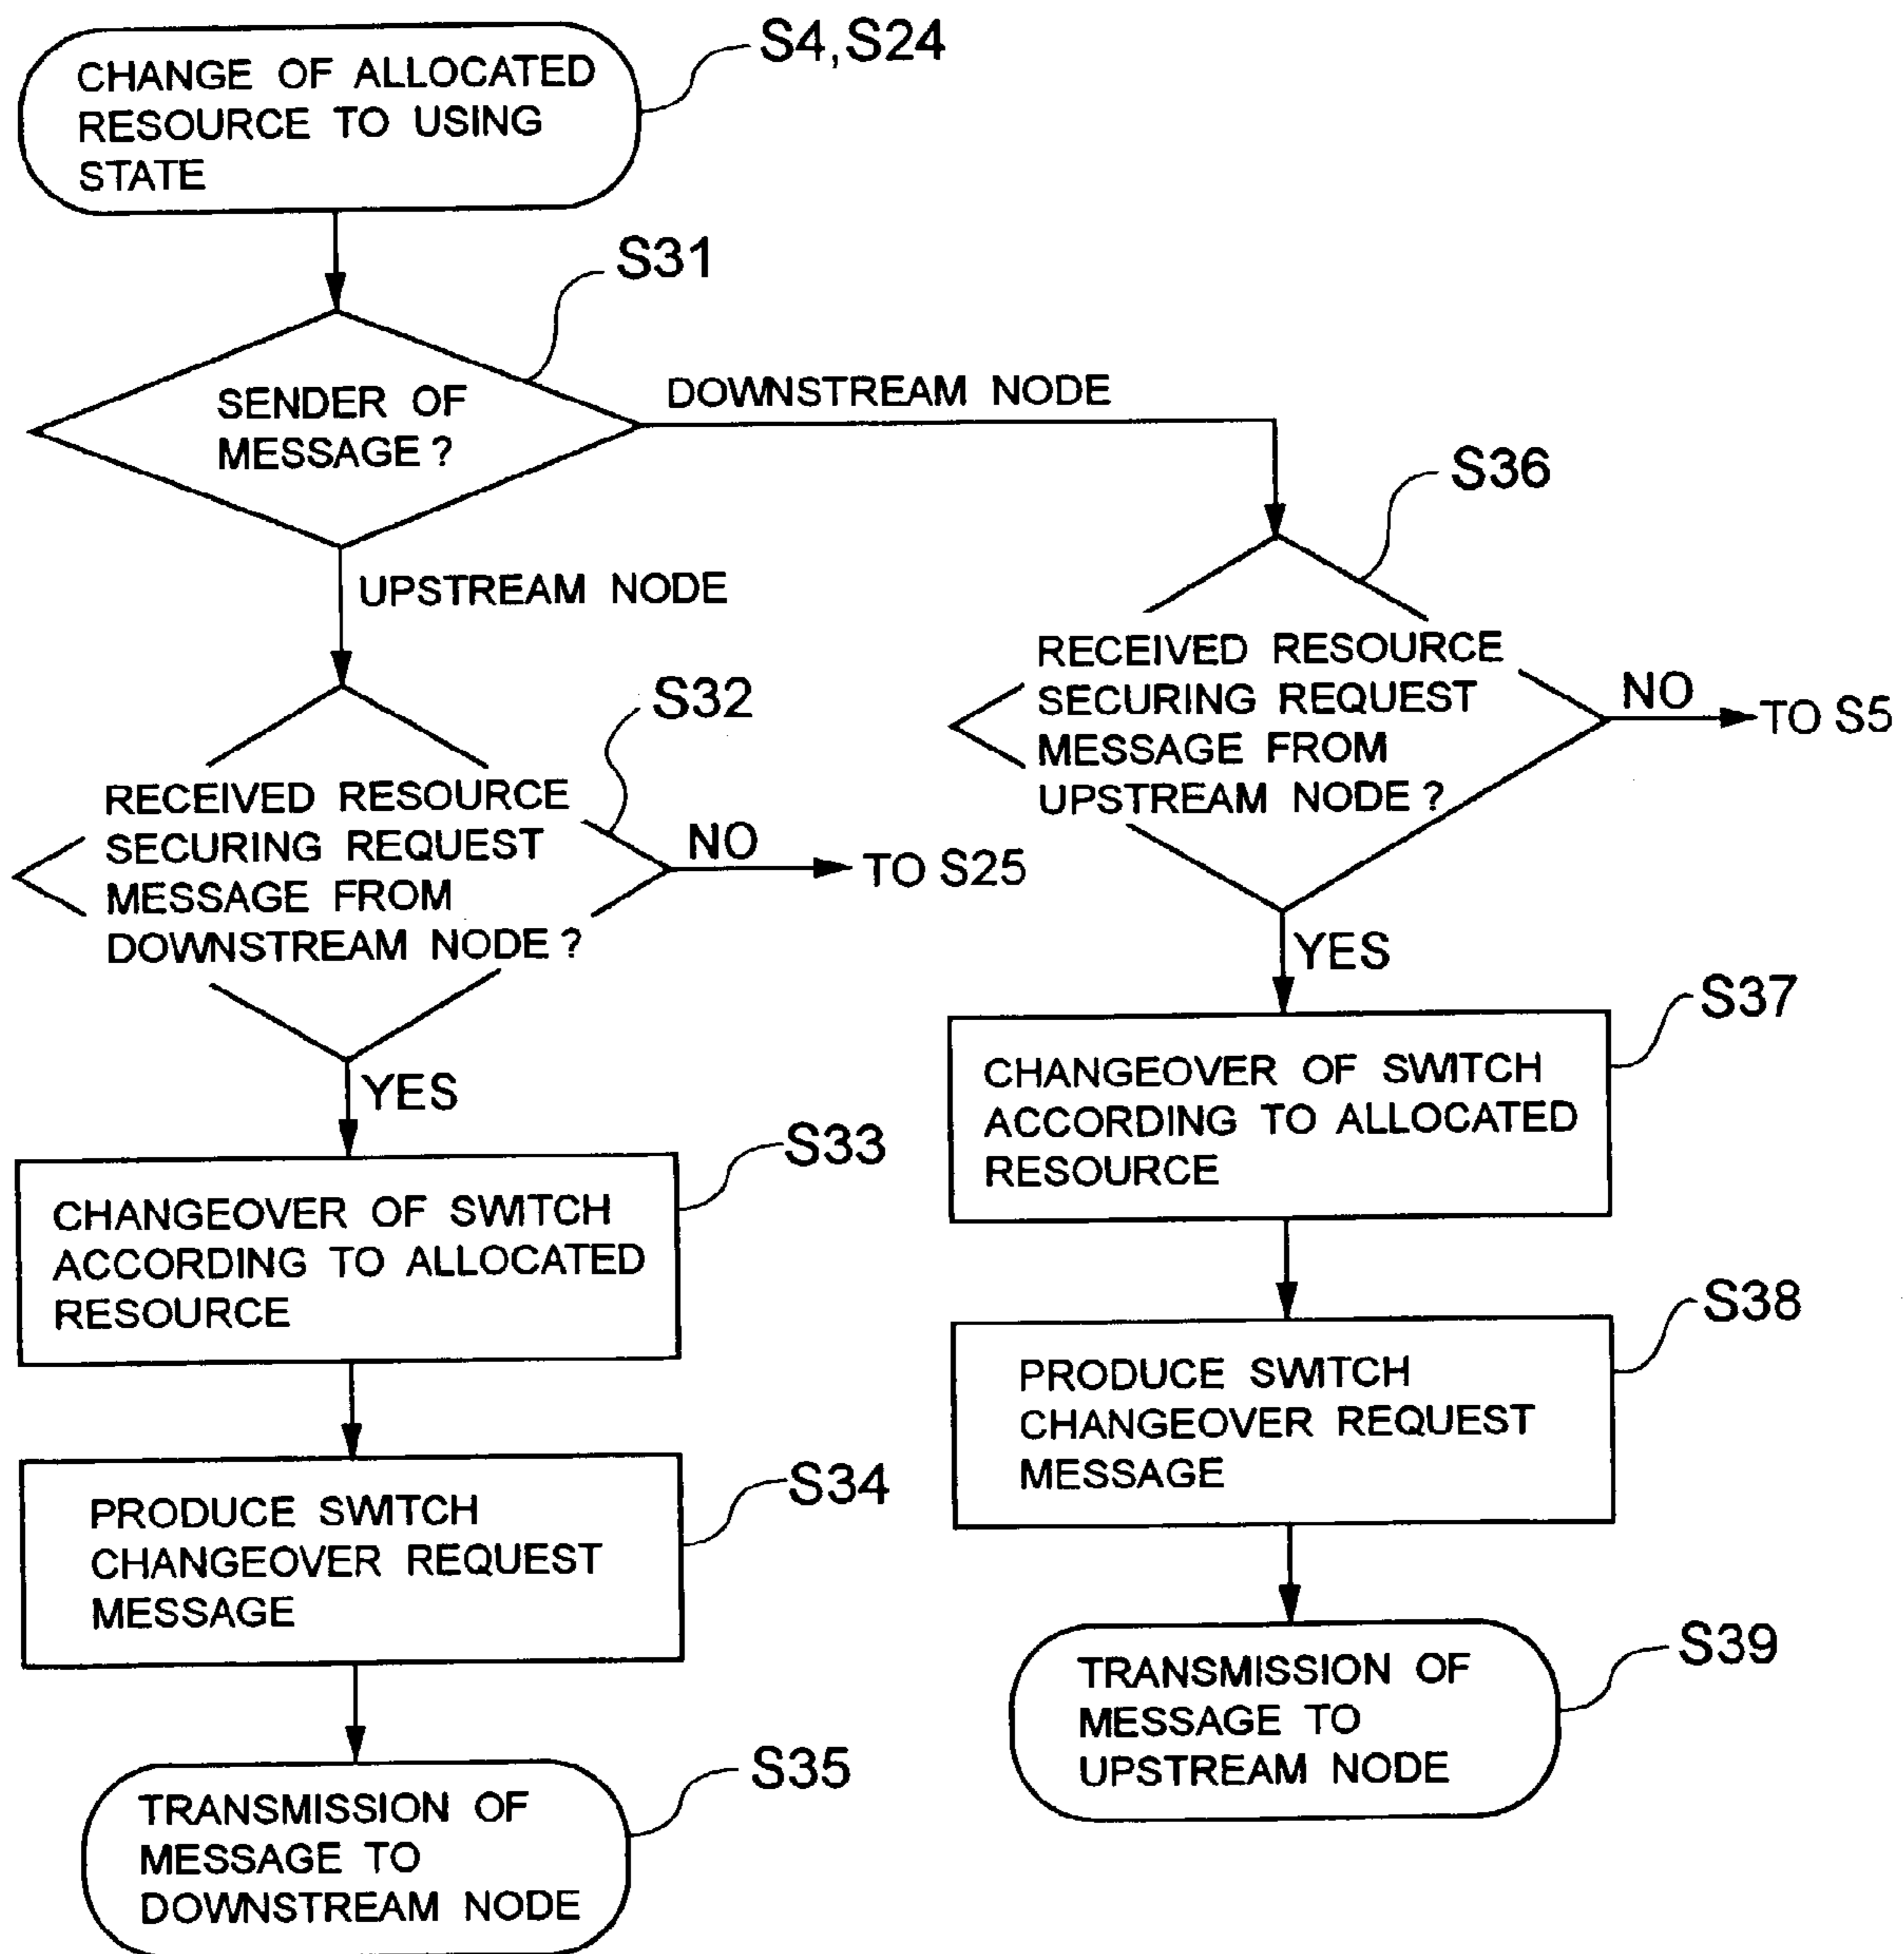 S4,S24
CHANGE OF ALLOCATED
RESOURCE TO USING
STATE
S31
SENDER OF
MESSAGE?
DOWNSTREAM NODE
UPSTREAM NODE
S32
RECEIVED RESOURCE
SECURING REQUEST
MESSAGE FROM
DOWNSTREAM NODE?
NO
TO S25
YES
S33
CHANGEOVER OF SWITCH
ACCORDING TO ALLOCATED
RESOURCE
S34
PRODUCE SWITCH
CHANGEOVER REQUEST
MESSAGE
S35
TRANSMISSION OF
MESSAGE TO
DOWNSTREAM NODE
S36
RECEIVED RESOURCE
SECURING REQUEST
MESSAGE FROM
UPSTREAM NODE?
NO
TO S5
YES
S37
CHANGEOVER OF SWITCH
ACCORDING TO ALLOCATED
RESOURCE
S38
PRODUCE SWITCH
CHANGEOVER REQUEST
MESSAGE
S39
TRANSMISSION OF
MESSAGE TO
UPSTREAM NODE